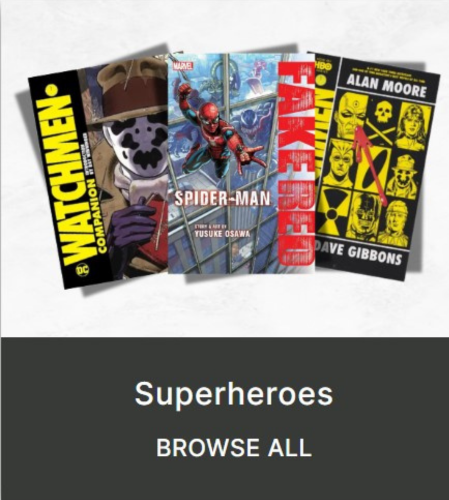 WATCHMEN
COMPANION
DC
MARVEL
SPIDER-MAN
STORY & ART BY
YUSUKE OSAWA
FAKE RED
HBO
ALAN MOORE
DAVE GIBBONS
Superheroes
BROWSE ALL